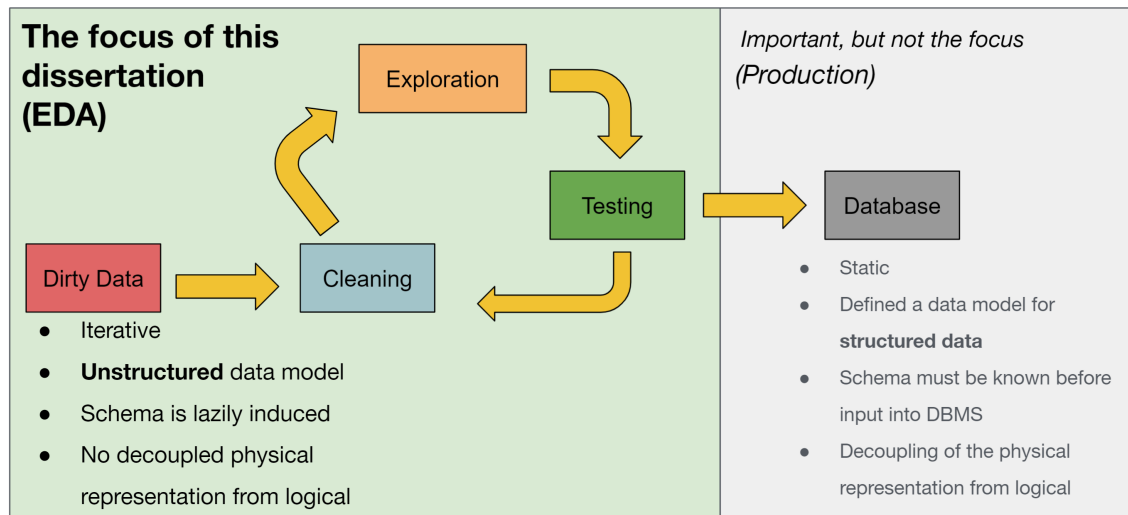 The focus of this
dissertation
(EDA)
Exploration
Testing
Dirty Data
Cleaning
● Iterative
● Unstructured data model
● Schema is lazily induced
● No decoupled physical
representation from logical
Important, but not the focus
(Production)
Database
● Static
● Defined a data model for
structured data
● Schema must be known before
input into DBMS
● Decoupling of the physical
representation from logical